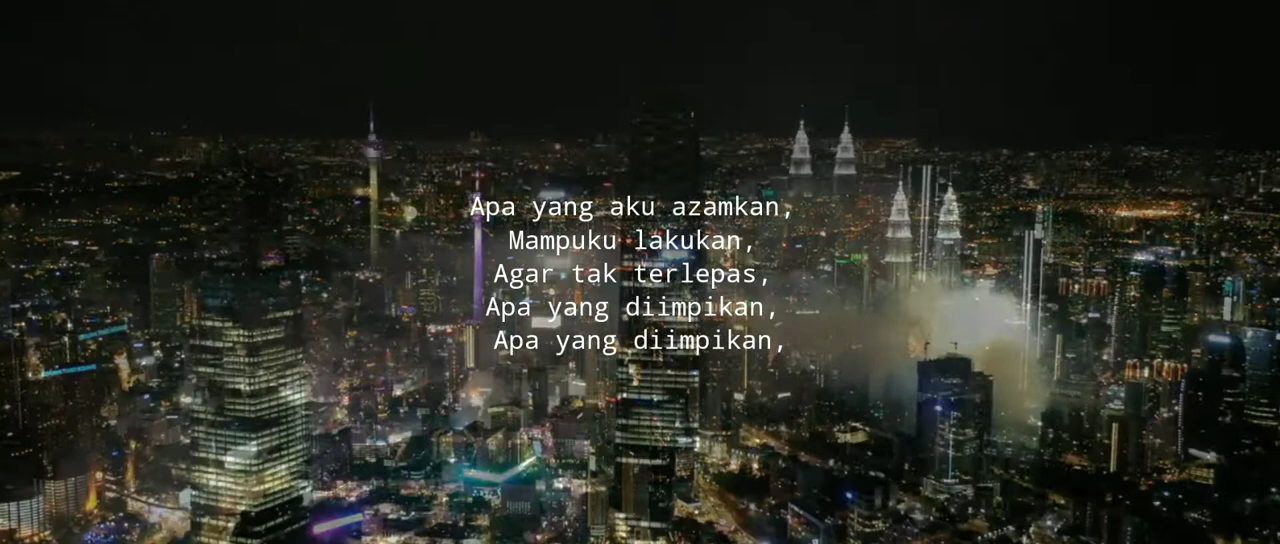 Apa yang aku azamkan,
Mampuku lakukan,
Agar tak terlepas,
Apa yang diimpikan,
Apa yang diimpikan,